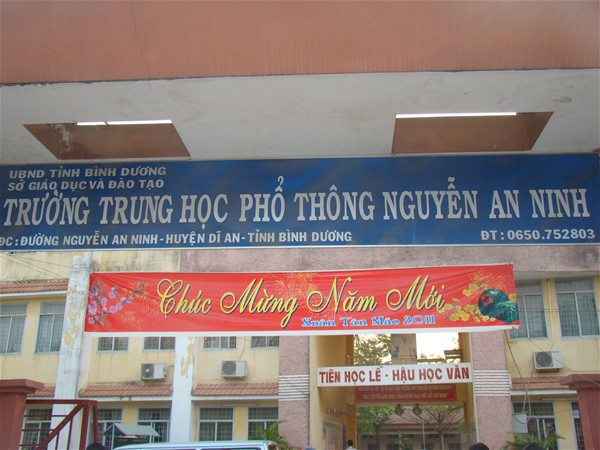 UBND TỈNH BÌNH DƯƠNG
SỞ GIÁO DỤC VÀ ĐÀO TẠO
TRƯỜNG TRUNG HỌC PHỔ THÔNG NGUYỄN AN NINH
ĐC : ĐƯỜNG NGUYỄN AN NINH - HUYỆN DĨ AN - TỈNH BÌNH DƯƠNG
ĐT : 0650.752803
Chúc Mừng Năm Mới
Xuân Tân Mão 2011
TIÊN HỌC LỄ - HẬU HỌC VĂN